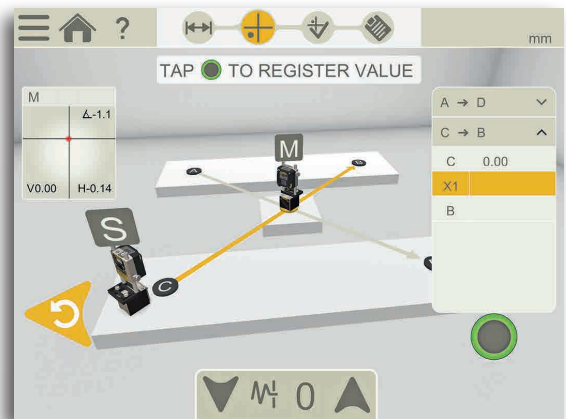 ?
mm
TAP TO REGISTER VALUE
M
∡-1.1
V0.00 H-0.14
A → D
C → B
C 0.00
X1
B
M
S
A
B
C
0